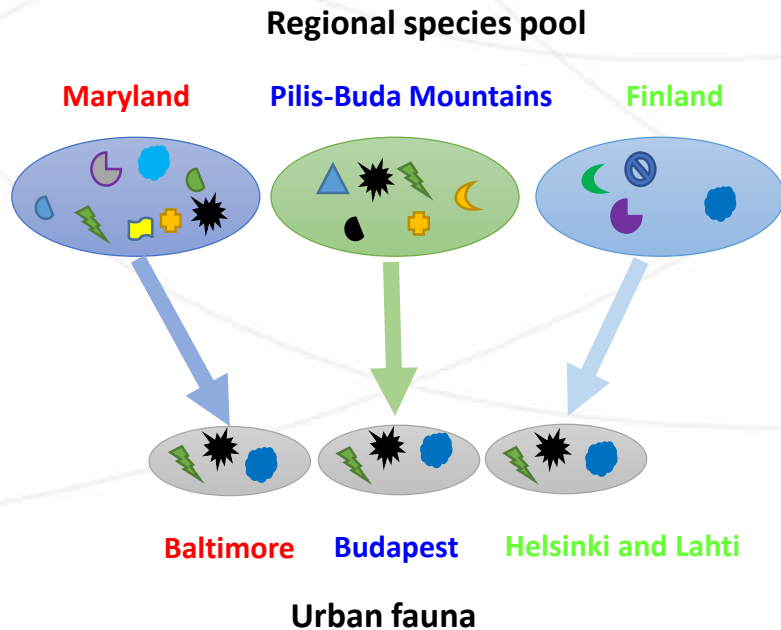 Regional species pool
Maryland Pilis-Buda Mountains Finland
Baltimore Budapest Helsinki and Lahti
Urban fauna